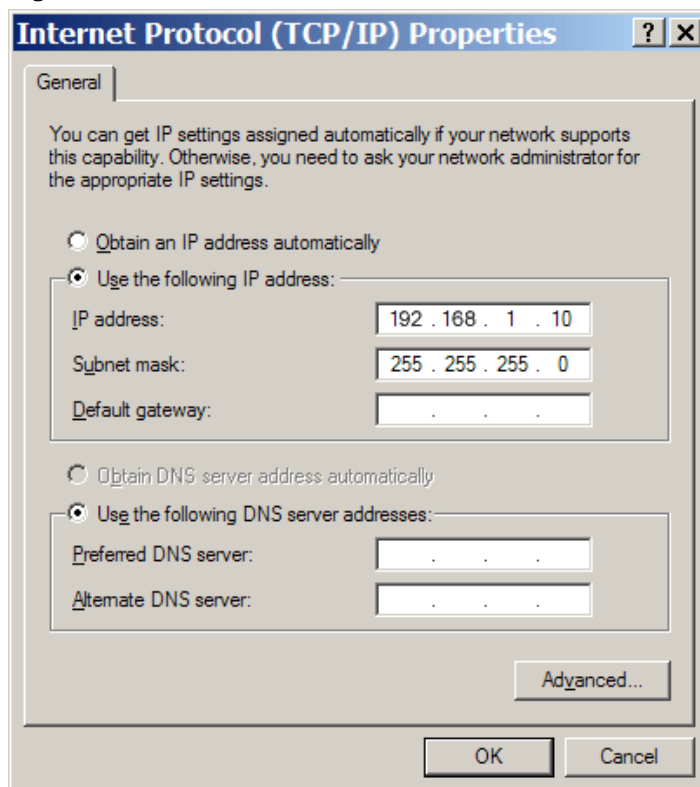 Internet Protocol (TCP/IP) Properties ? X
General
You can get IP settings assigned automatically if your network supports
this capability. Otherwise, you need to ask your network administrator for
the appropriate IP settings.
Obtain an IP address automatically
Use the following IP address:
IP address: 192 . 168 . 1 . 10
Subnet mask: 255 . 255 . 255 . 0
Default gateway: . . .
Obtain DNS server address automatically
Use the following DNS server addresses:
Preferred DNS server: . . .
Alternate DNS server: . . .
Advanced...
OK Cancel